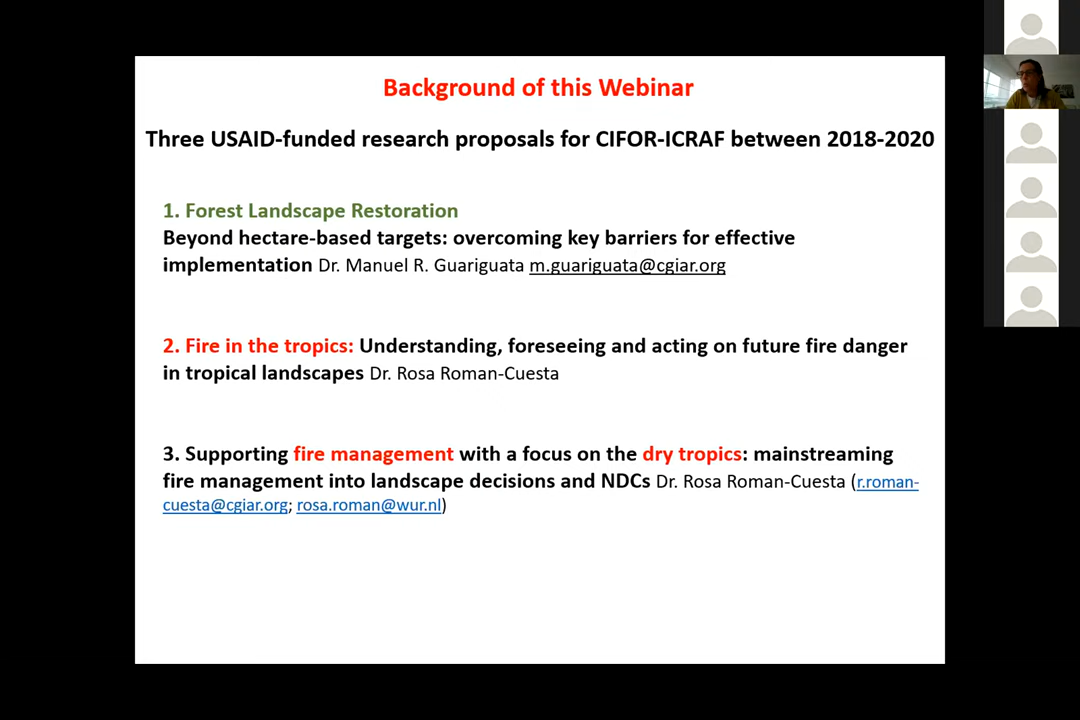 Background of this Webinar
Three USAID-funded research proposals for CIFOR-ICRAF between 2018-2020
1. Forest Landscape Restoration
Beyond hectare-based targets: overcoming key barriers for effective
implementation Dr. Manuel R. Guariguata m.guariguata@cgiar.org
2. Fire in the tropics: Understanding, foreseeing and acting on future fire danger
in tropical landscapes Dr. Rosa Roman-Cuesta
3. Supporting fire management with a focus on the dry tropics: mainstreaming
fire management into landscape decisions and NDCs Dr. Rosa Roman-Cuesta (r.roman-
cuesta@cgiar.org; rosa.roman@wur.nl)